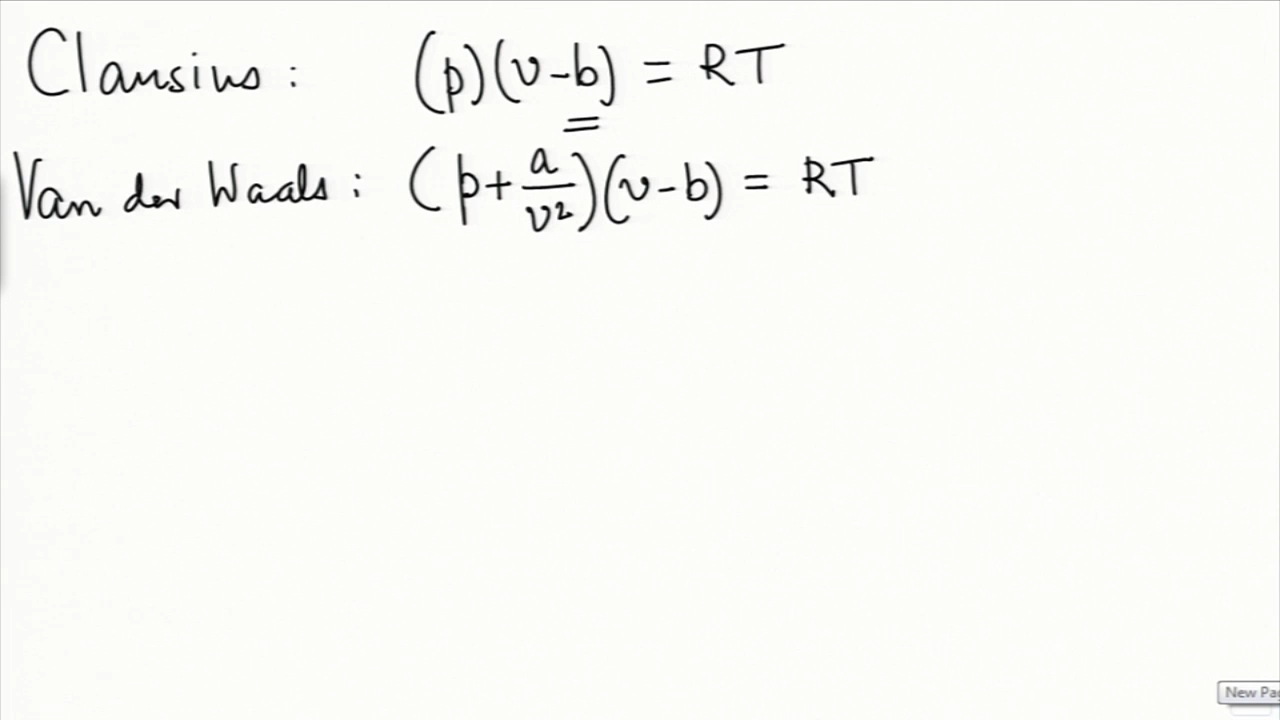 Clausius : (p)(v-b) = RT
Van der Waals : (p+a/v²)(v-b) = RT
New Pa